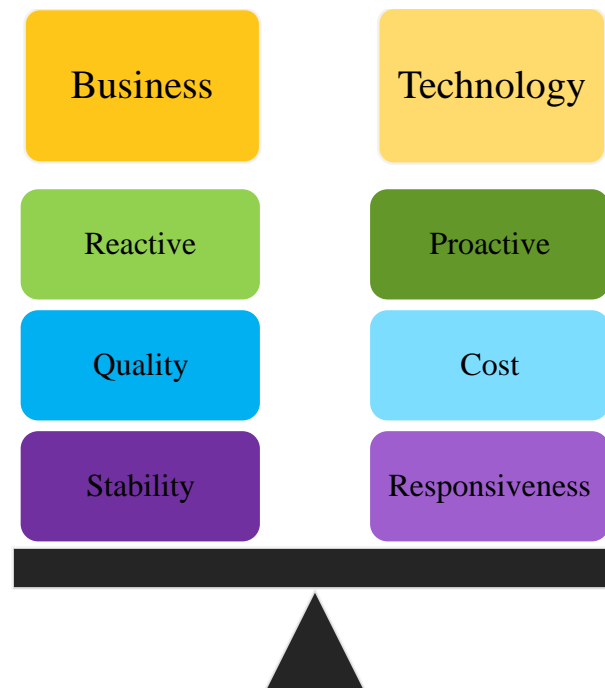 Business
Technology
Reactive
Proactive
Quality
Cost
Stability
Responsiveness